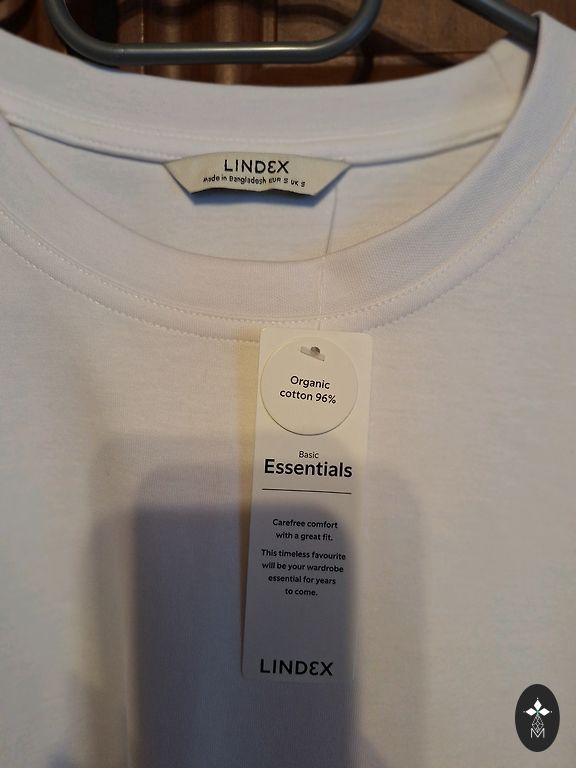 LINDEX
Made in Bangladesh EUR S UK S
Organic
cotton 96%
Basic
Essentials
Carefree comfort
with a great fit.
This timeless favourite
will be your wardrobe
essential for years
to come.
LINDEX
M